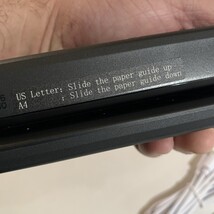 US Letter: Slide the paper guide up
A4 : Slide the paper guide down